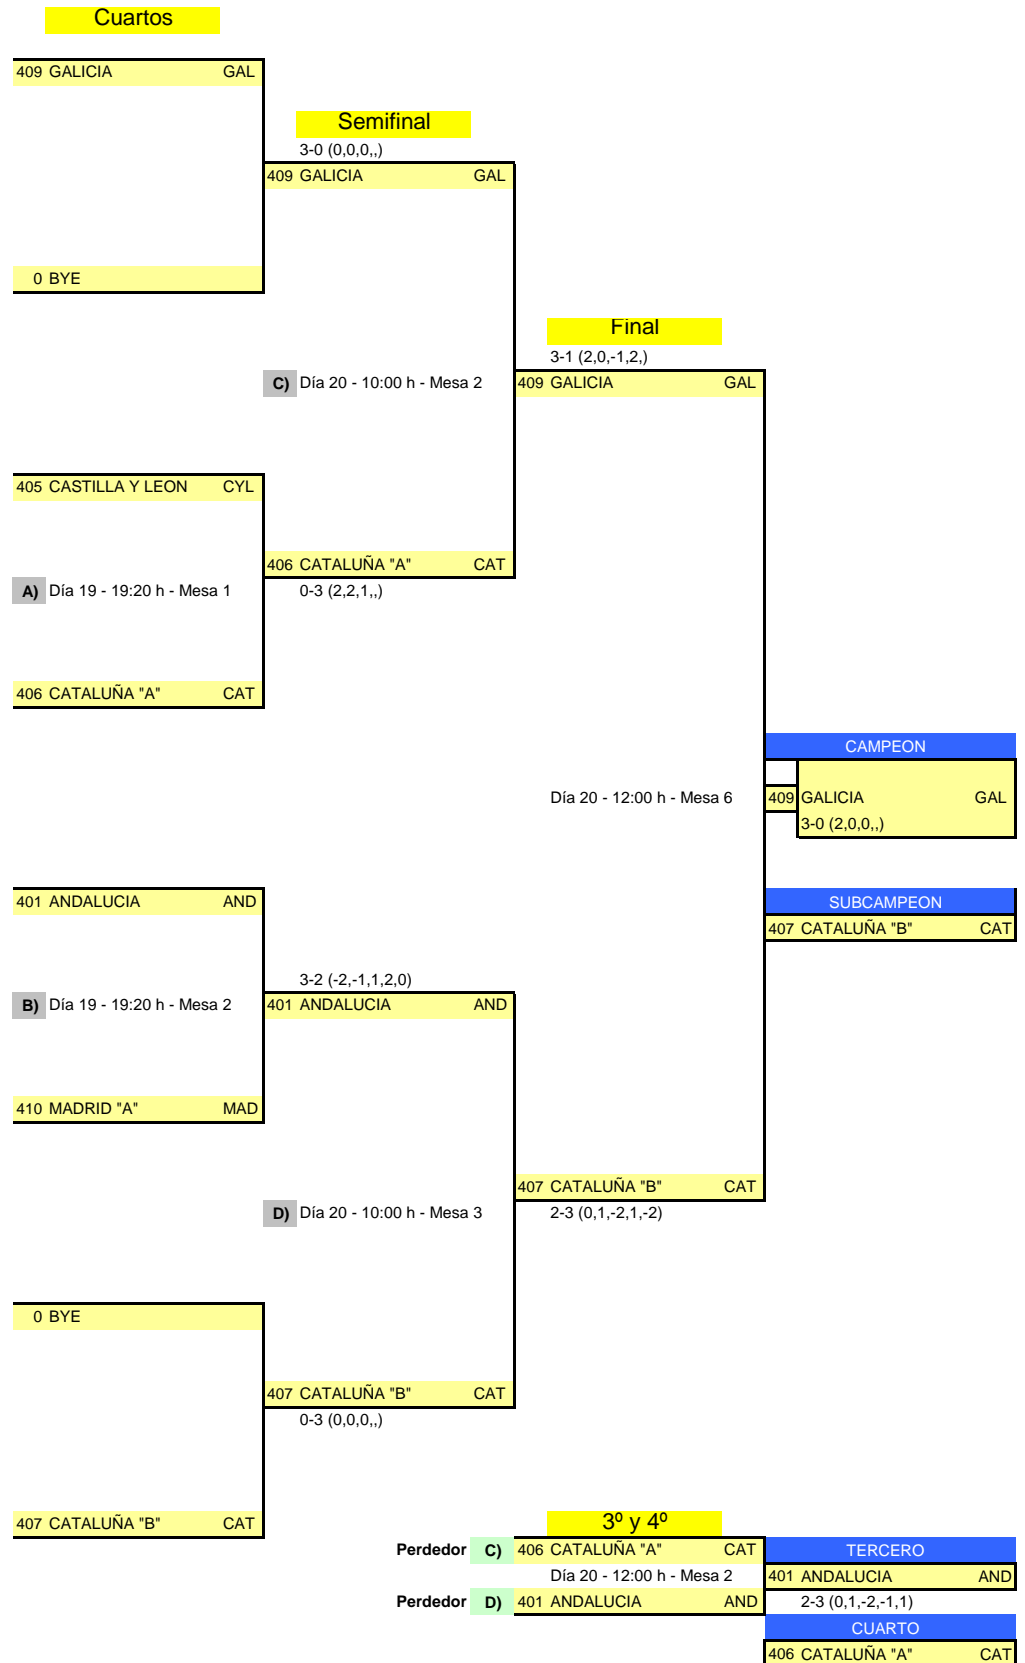 Cuartos
409 GALICIA GAL
Semifinal
3-0 (0,0,0,,)
409 GALICIA GAL
0 BYE
Final
3-1 (2,0,-1,2,)
C) Día 20 - 10:00 h - Mesa 2
409 GALICIA GAL
405 CASTILLA Y LEON CYL
406 CATALUÑA "A" CAT
A) Día 19 - 19:20 h - Mesa 1
0-3 (2,2,1,,)
406 CATALUÑA "A" CAT
CAMPEON
Día 20 - 12:00 h - Mesa 6
409 GALICIA GAL
3-0 (2,0,0,,)
401 ANDALUCIA AND
SUBCAMPEON
407 CATALUÑA "B" CAT
3-2 (-2,-1,1,2,0)
B) Día 19 - 19:20 h - Mesa 2
401 ANDALUCIA AND
410 MADRID "A" MAD
407 CATALUÑA "B" CAT
D) Día 20 - 10:00 h - Mesa 3
2-3 (0,1,-2,1,-2)
0 BYE
407 CATALUÑA "B" CAT
0-3 (0,0,0,,)
407 CATALUÑA "B" CAT
3º y 4º
Perdedor C) 406 CATALUÑA "A" CAT
TERCERO
Día 20 - 12:00 h - Mesa 2
401 ANDALUCIA AND
Perdedor D) 401 ANDALUCIA AND
2-3 (0,1,-2,-1,1)
CUARTO
406 CATALUÑA "A" CAT